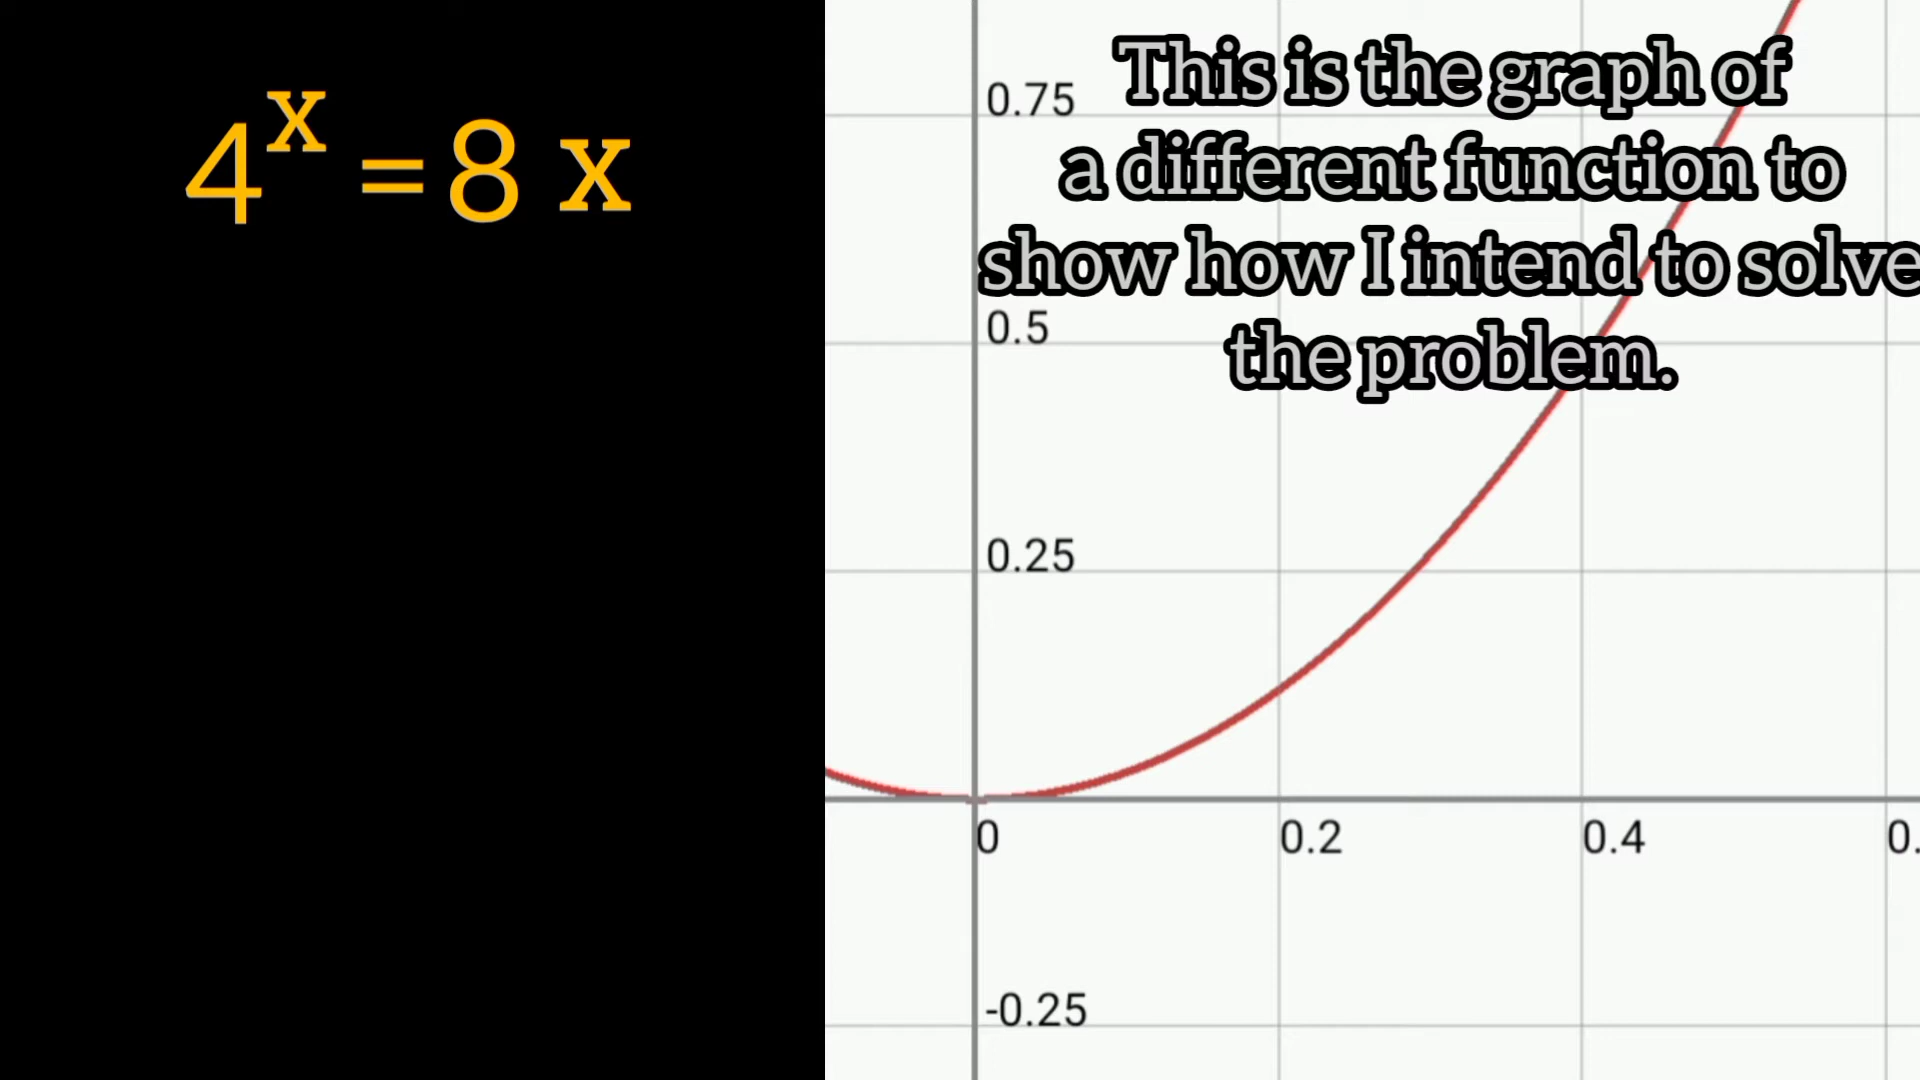 4^x = 8 x
This is the graph of
a different function to
show how I intend to solve
the problem.
0.75
0.5
0.25
0 0.2 0.4 0.
-0.25